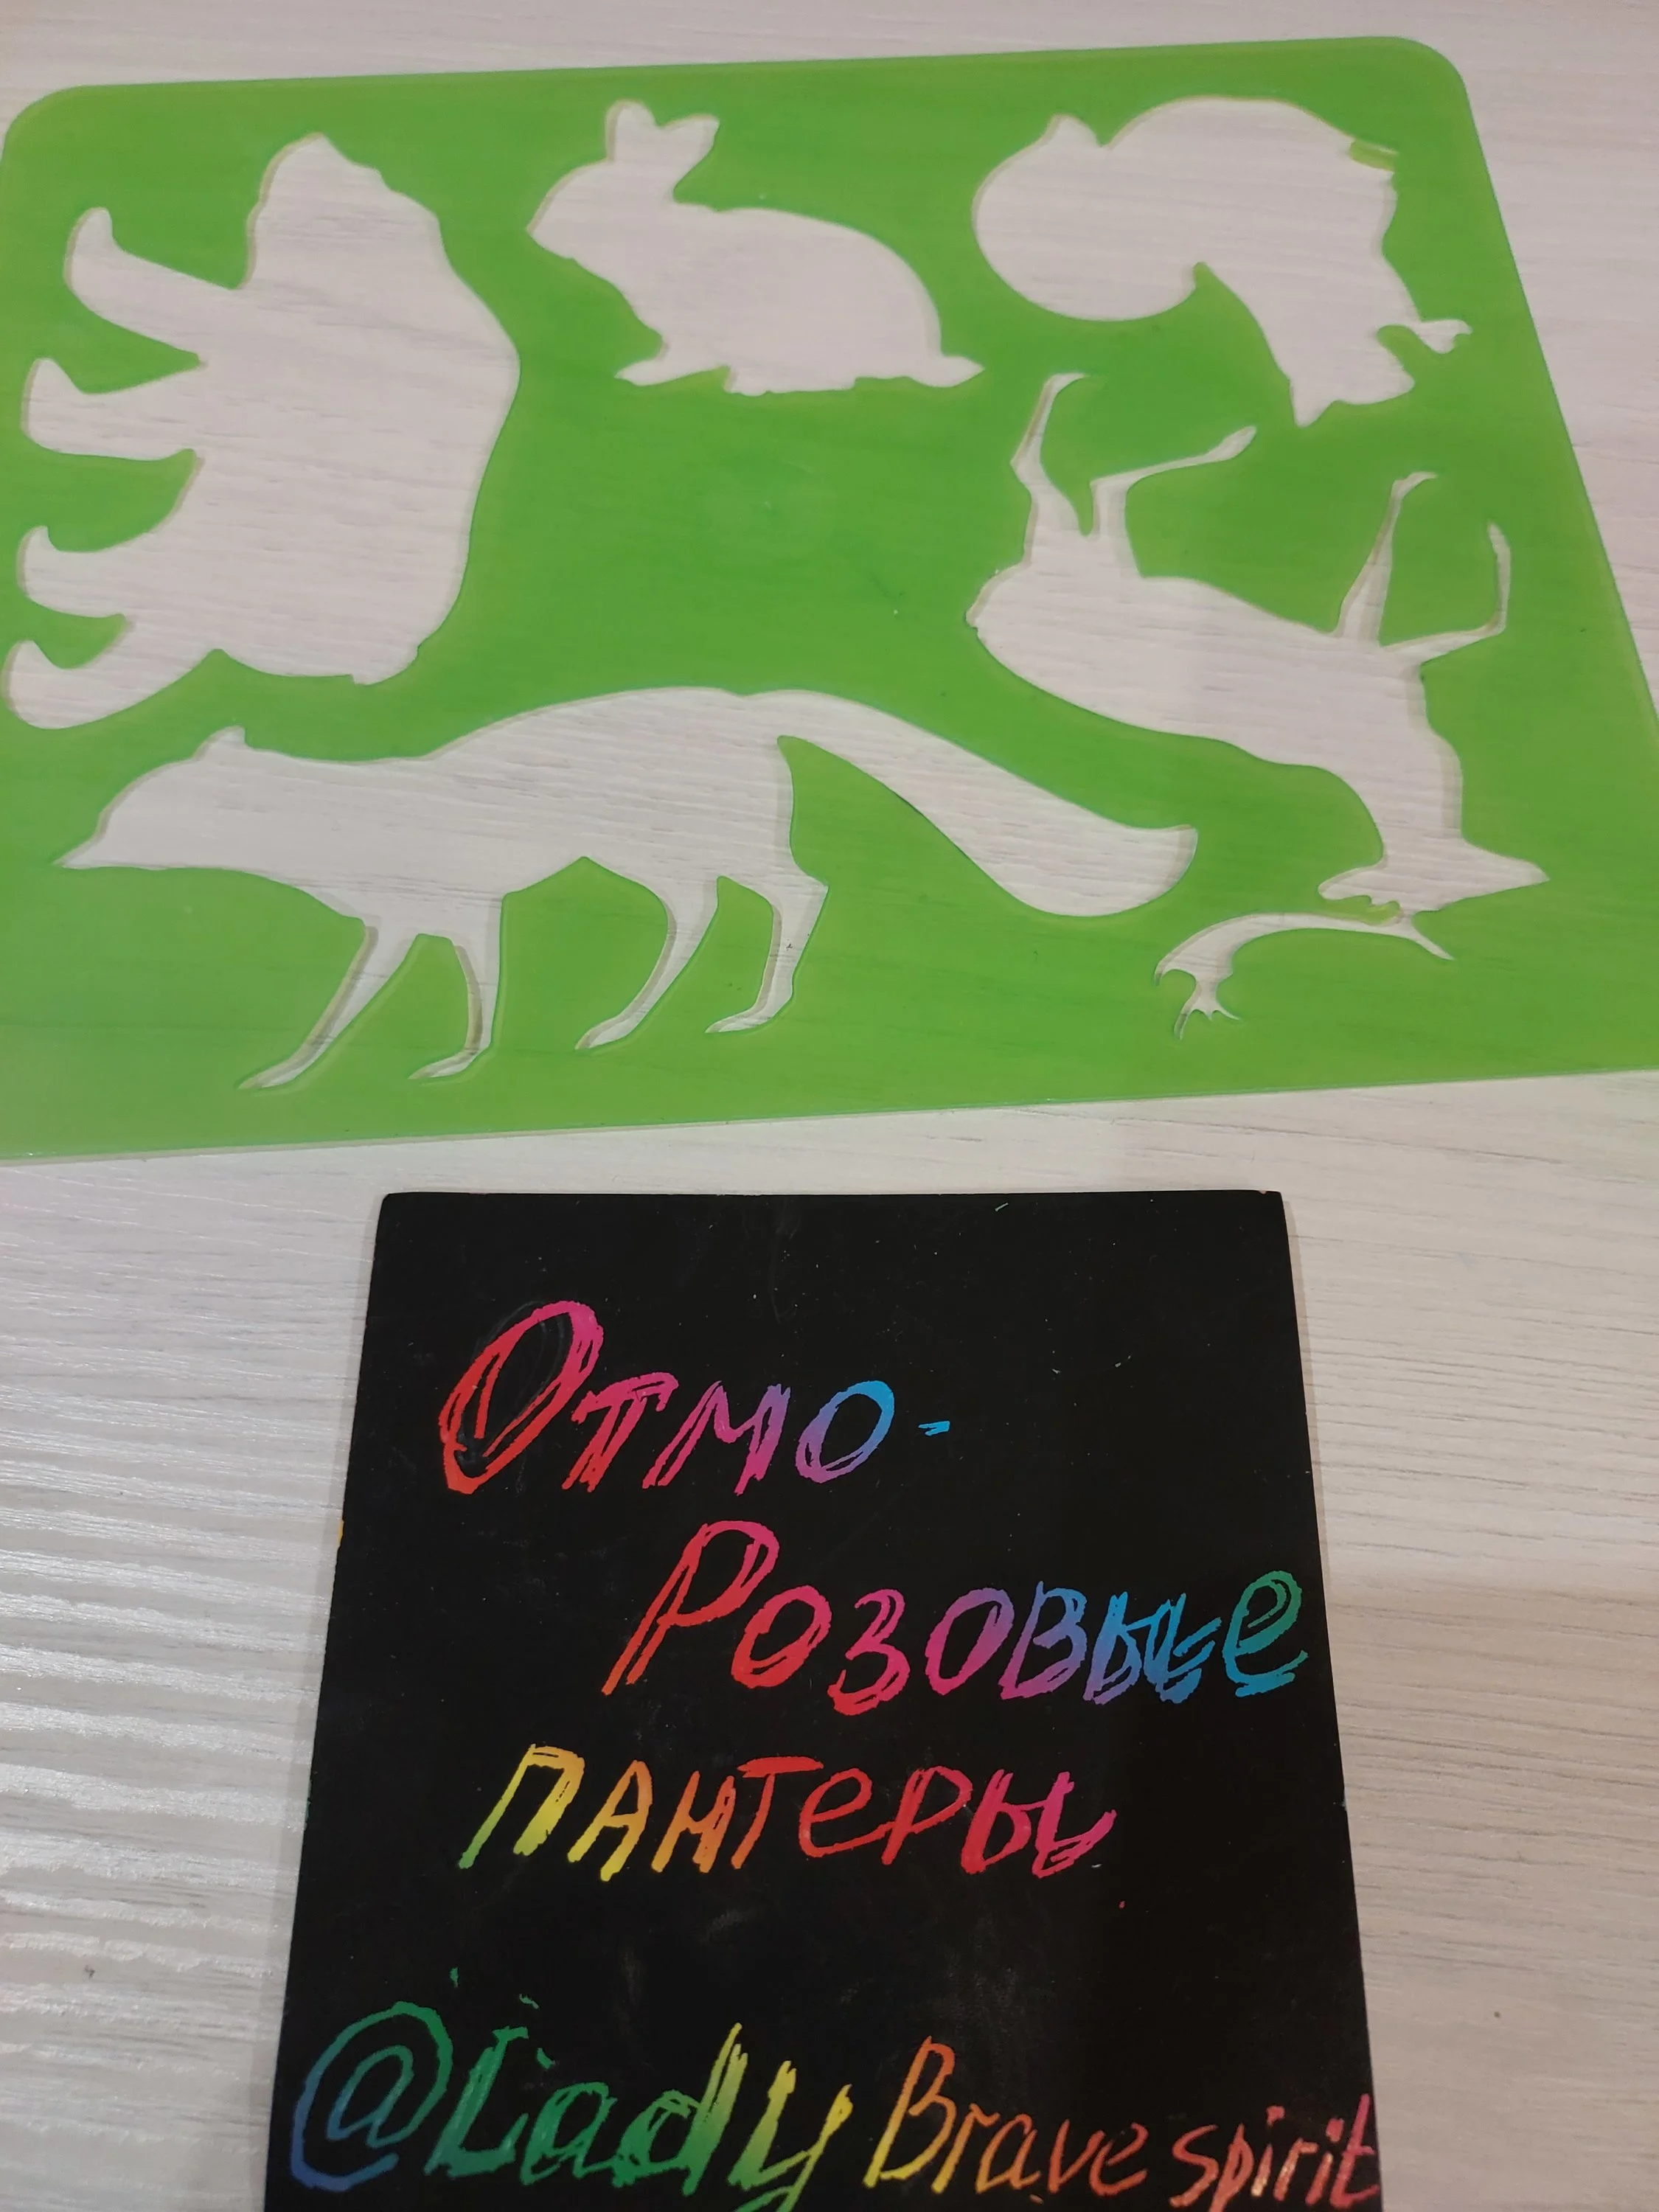 Отмо-
Розовые
пАНТеры
@Lady Brave spirit